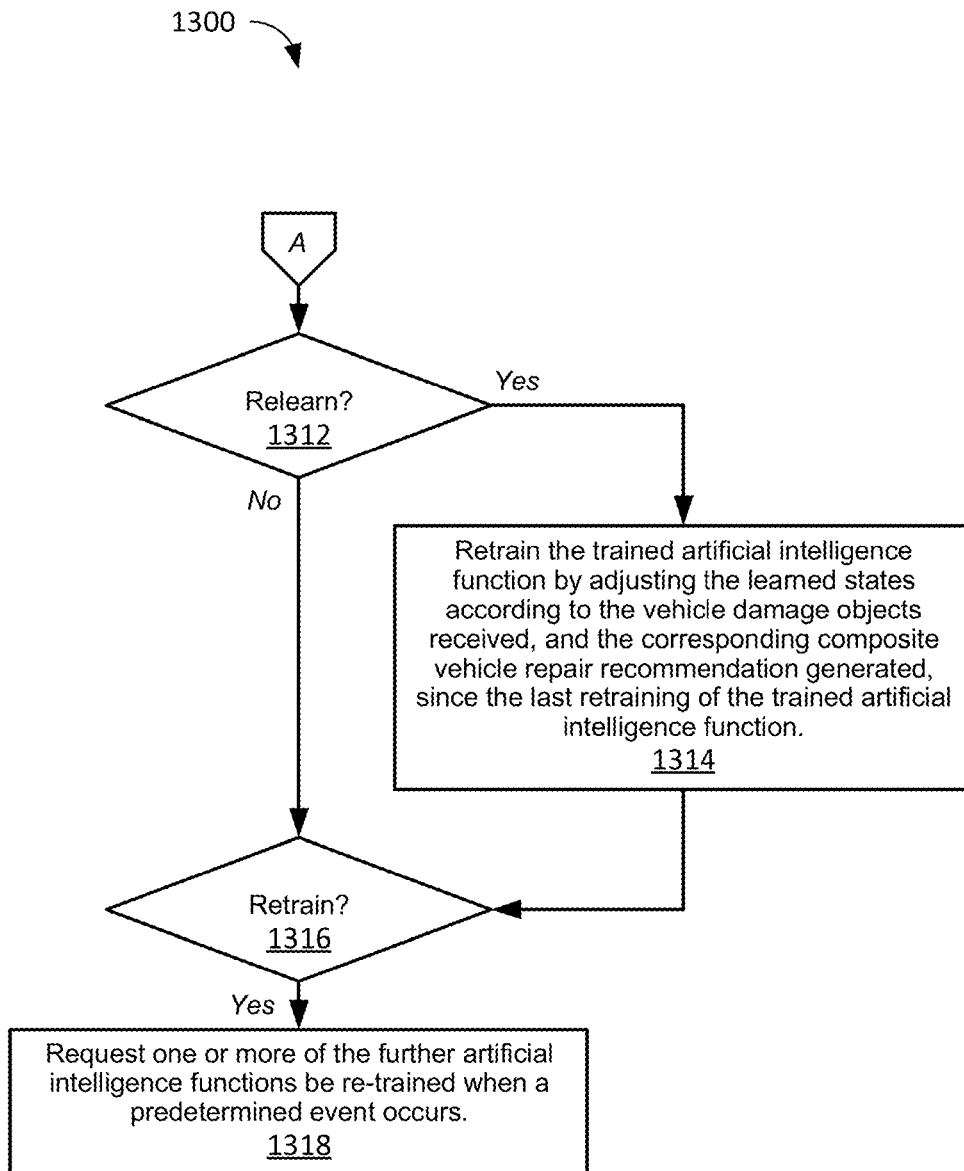 1300
A
Relearn?
1312
Yes
No
Retrain the trained artificial intelligence
function by adjusting the learned states
according to the vehicle damage objects
received, and the corresponding composite
vehicle repair recommendation generated,
since the last retraining of the trained artificial
intelligence function.
1314
Retrain?
1316
Yes
Request one or more of the further artificial
intelligence functions be re-trained when a
predetermined event occurs.
1318